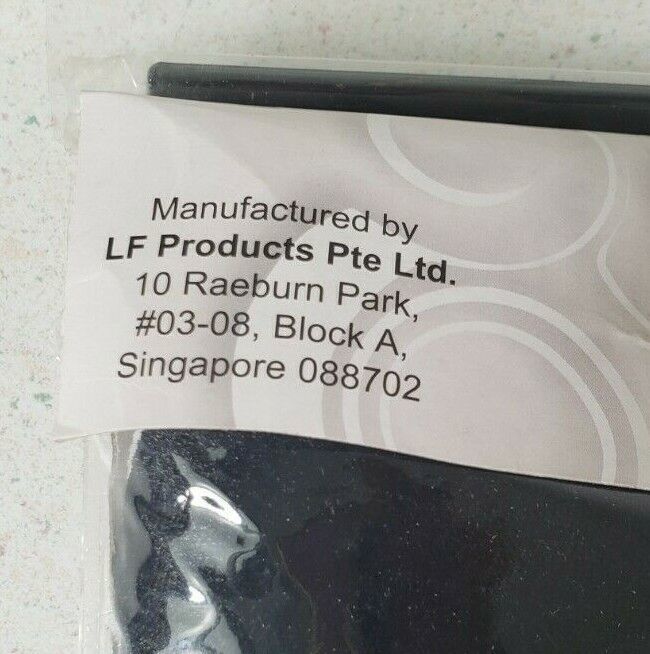 Manufactured by
LF Products Pte Ltd.
10 Raeburn Park,
#03-08, Block A,
Singapore 088702